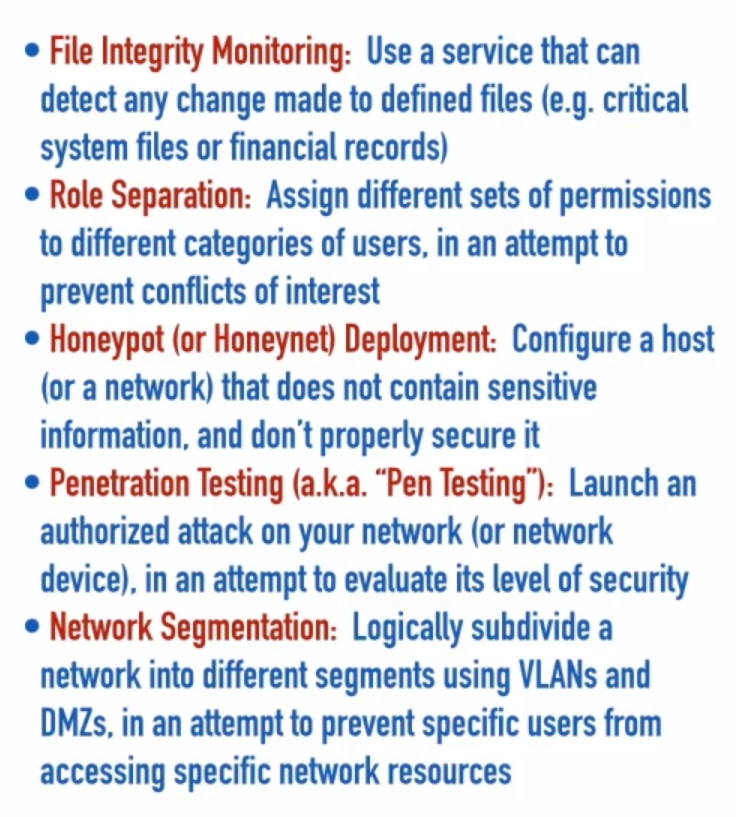 • File Integrity Monitoring: Use a service that can
detect any change made to defined files (e.g. critical
system files or financial records)
• Role Separation: Assign different sets of permissions
to different categories of users, in an attempt to
prevent conflicts of interest
• Honeypot (or Honeynet) Deployment: Configure a host
(or a network) that does not contain sensitive
information, and don't properly secure it
• Penetration Testing (a.k.a. “Pen Testing”): Launch an
authorized attack on your network (or network
device), in an attempt to evaluate its level of security
• Network Segmentation: Logically subdivide a
network into different segments using VLANs and
DMZs, in an attempt to prevent specific users from
accessing specific network resources